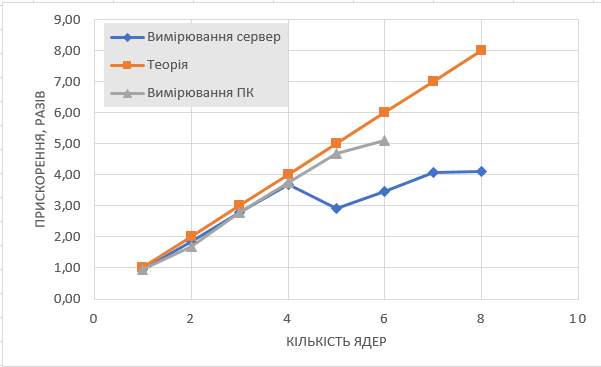 9,00
8,00
7,00
6,00
5,00
4,00
3,00
2,00
1,00
0,00
ПРИСКОРЕННЯ, РАЗІВ
Вимірювання сервер
Теорія
Вимірювання ПК
0 2 4 6 8 10
КІЛЬКІСТЬ ЯДЕР